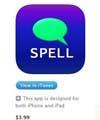 SPELL
View in iTunes
This app is designed for
both iPhone and iPad
$3.99